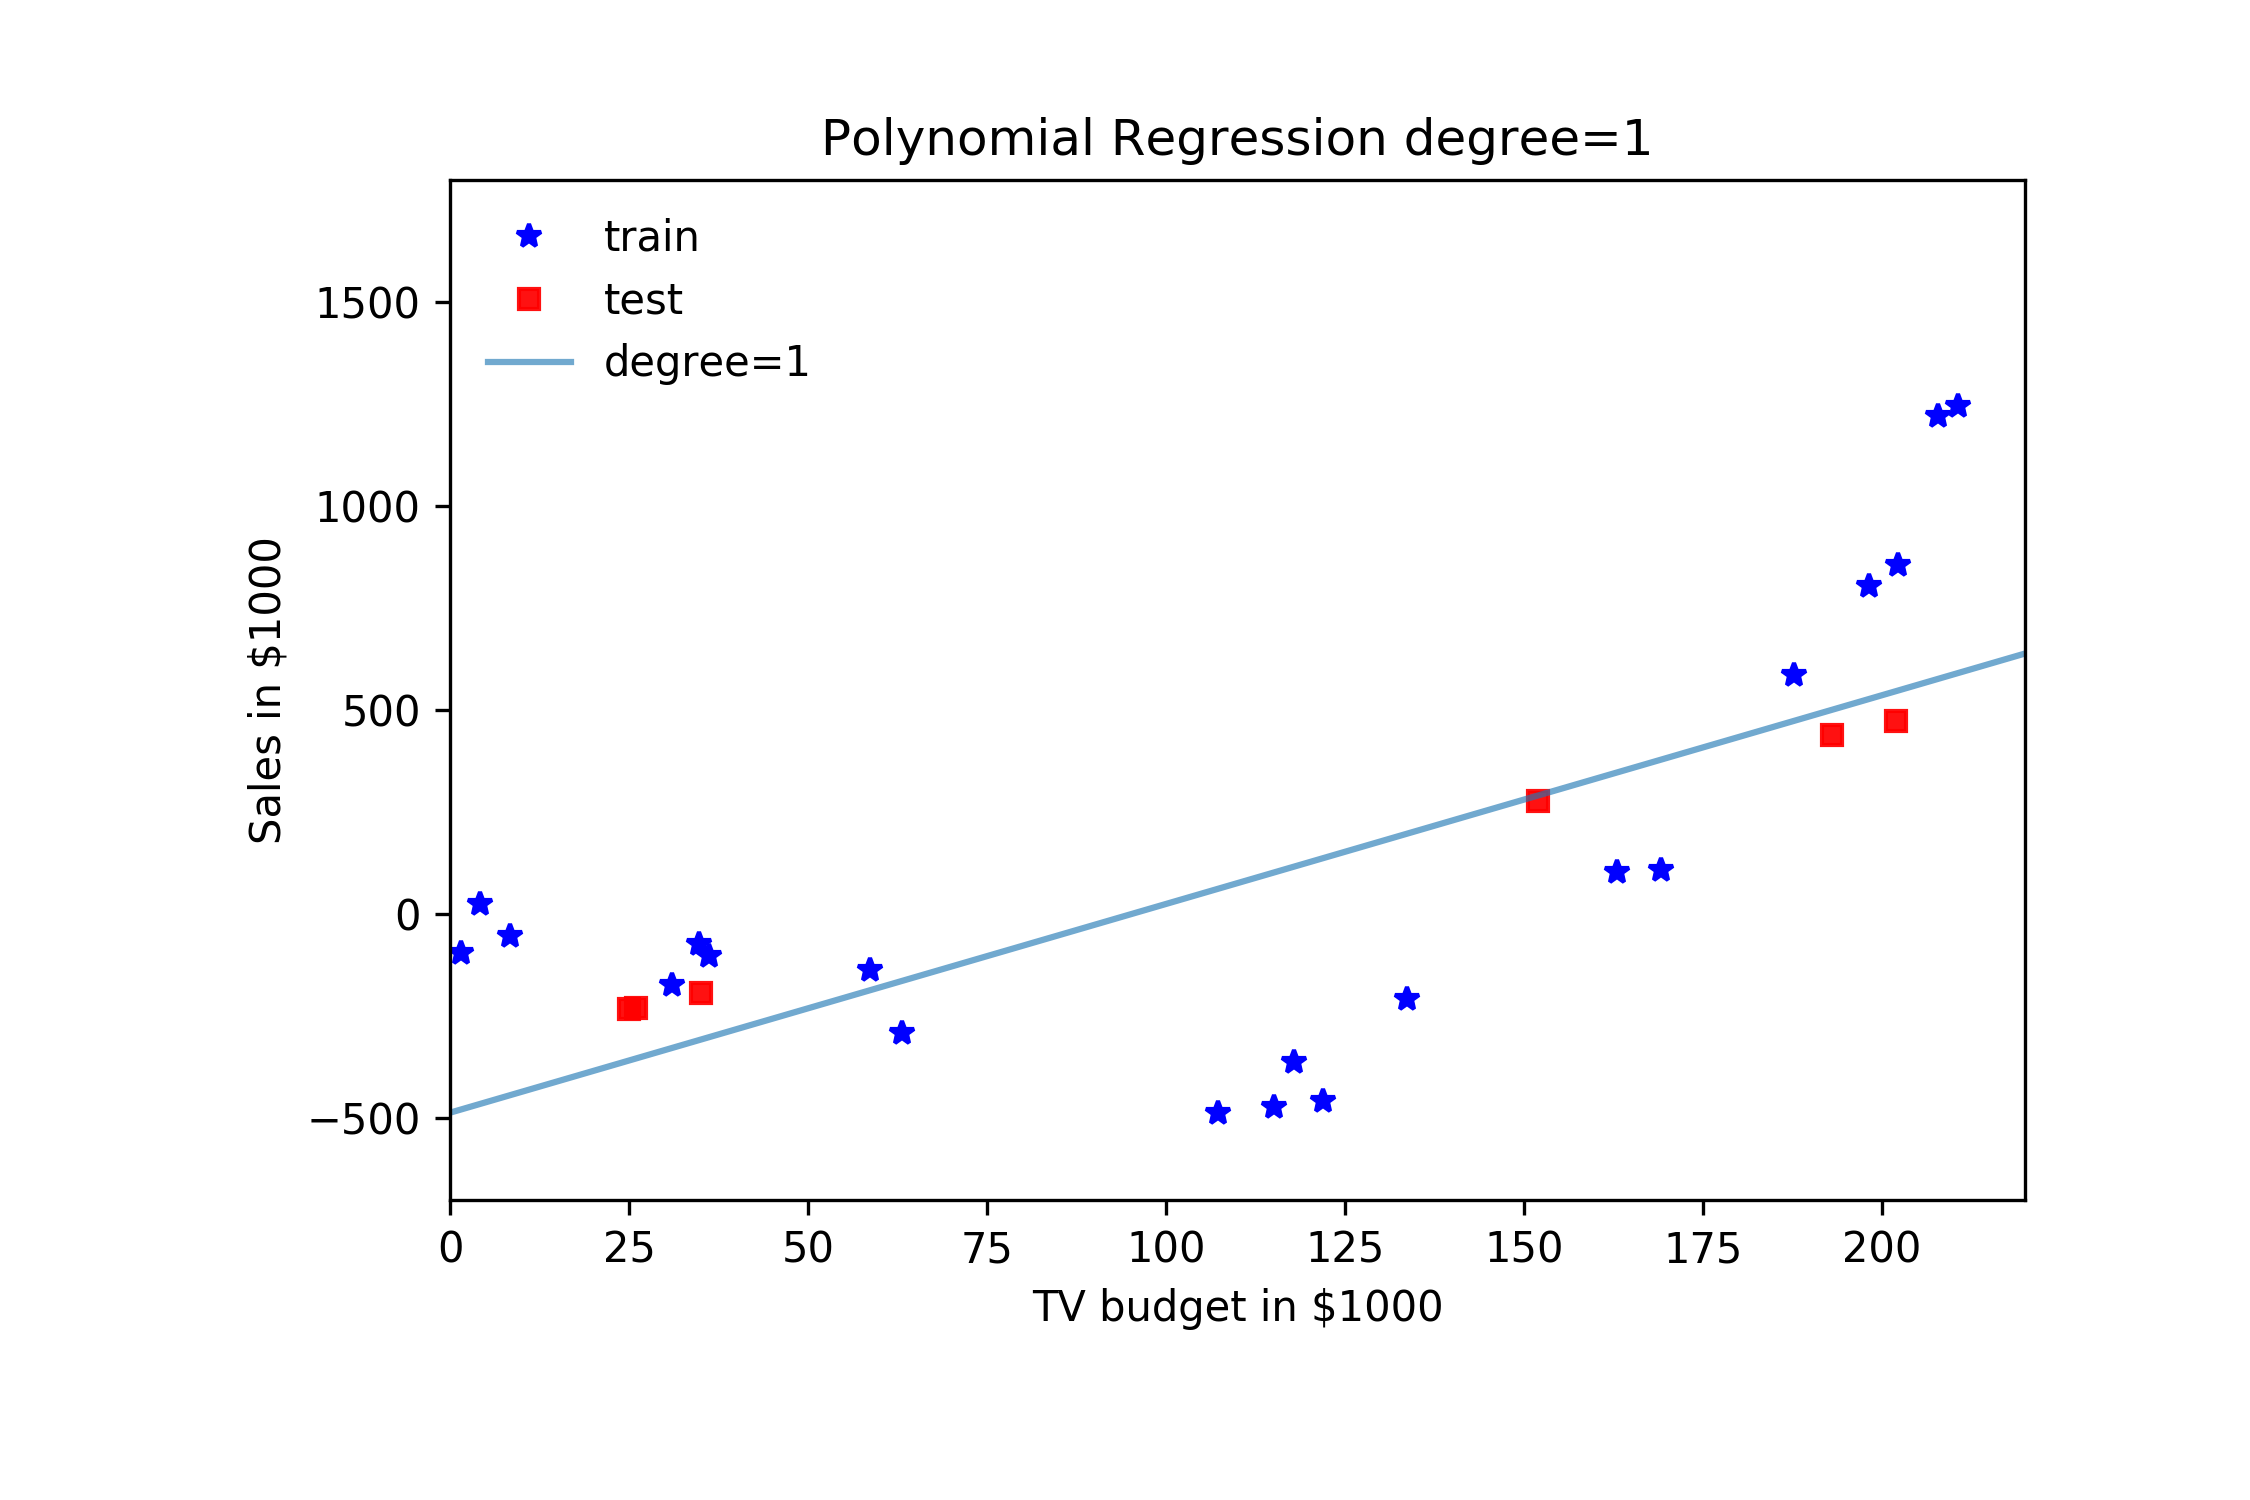 Polynomial Regression degree=1
train
test
degree=1
1500
1000
500
0
−500
Sales in $1000
0 25 50 75 100 125 150 175 200
TV budget in $1000